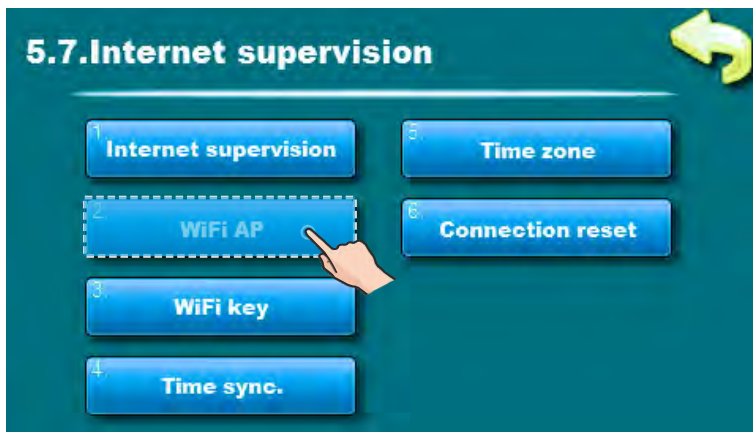 5.7.Internet supervision
1.
Internet supervision
2.
WiFi AP
3.
WiFi key
4.
Time sync.
5.
Time zone
6.
Connection reset